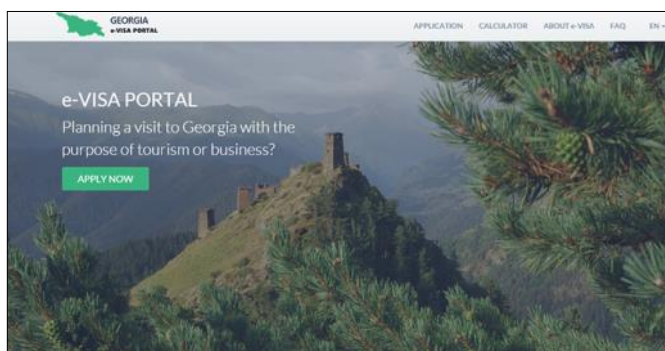 GEORGIA
e-VISA PORTAL
APPLICATION CALCULATOR ABOUT e-VISA FAQ EN
e-VISA PORTAL
Planning a visit to Georgia with the
purpose of tourism or business?
APPLY NOW